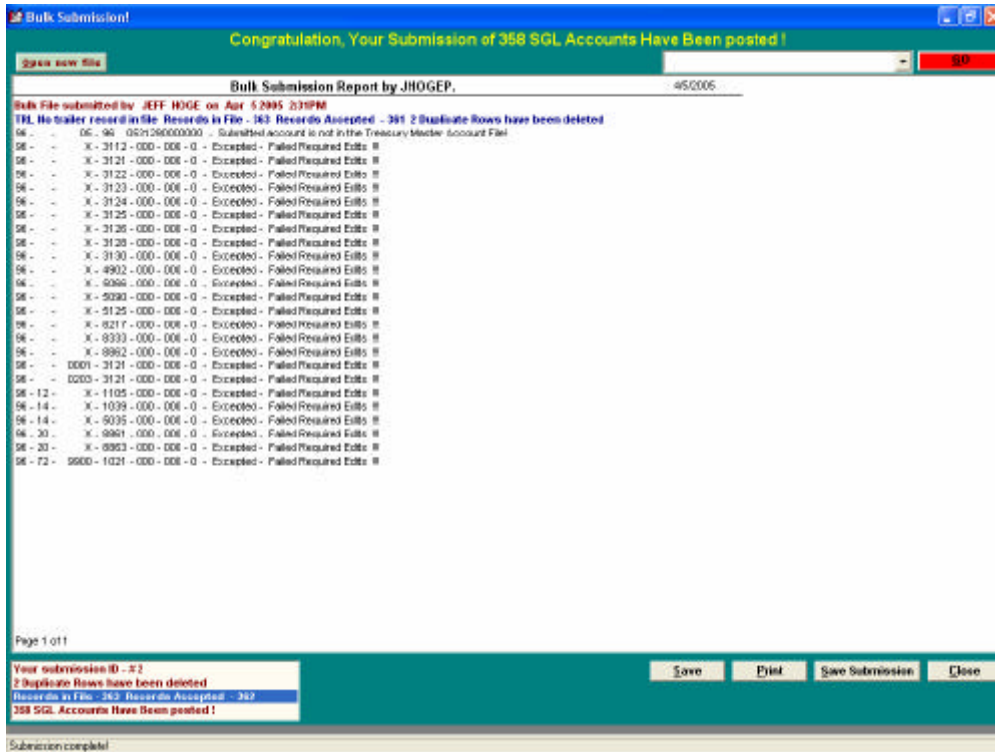 Bulk Submission!
Congratulation, Your Submission of 358 SGL Accounts Have Been posted !
Open new file
GO
Bulk Submission Report by JHOGEP.
4/5/2005
Bulk File submitted by JEFF HOGE on Apr 5 2005 2:31PM
TRL No trailer record in file Records in File - 363 Records Accepted - 361 2 Duplicate Rows have been deleted
96 - - 05 - 96 0531280000000 - Submitted account is not in the Treasury Master Account File!
96 - - X - 3112 - 000 - 000 - 0 - Excepted - Failed Required Edits !!!
96 - - X - 3121 - 000 - 000 - 0 - Excepted - Failed Required Edits !!!
96 - - X - 3122 - 000 - 000 - 0 - Excepted - Failed Required Edits !!!
96 - - X - 3123 - 000 - 000 - 0 - Excepted - Failed Required Edits !!!
96 - - X - 3124 - 000 - 000 - 0 - Excepted - Failed Required Edits !!!
96 - - X - 3125 - 000 - 000 - 0 - Excepted - Failed Required Edits !!!
96 - - X - 3126 - 000 - 000 - 0 - Excepted - Failed Required Edits !!!
96 - - X - 3128 - 000 - 000 - 0 - Excepted - Failed Required Edits !!!
96 - - X - 3130 - 000 - 000 - 0 - Excepted - Failed Required Edits !!!
96 - - X - 4902 - 000 - 000 - 0 - Excepted - Failed Required Edits !!!
96 - - X - - 000 - 000 - 0 - Excepted - Failed Required Edits !!!
96 - - X - 5090 - 000 - 000 - 0 - Excepted - Failed Required Edits !!!
96 - - X - 5125 - 000 - 000 - 0 - Excepted - Failed Required Edits !!!
96 - - X - 8217 - 000 - 000 - 0 - Excepted - Failed Required Edits !!!
96 - - X - 8333 - 000 - 000 - 0 - Excepted - Failed Required Edits !!!
96 - - X - 8862 - 000 - 000 - 0 - Excepted - Failed Required Edits !!!
96 - - 0001 - 3121 - 000 - 000 - 0 - Excepted - Failed Required Edits !!!
96 - - 0203 - 3121 - 000 - 000 - 0 - Excepted - Failed Required Edits !!!
96 - 12 - X - 1105 - 000 - 000 - 0 - Excepted - Failed Required Edits !!!
96 - 14 - X - 1039 - 000 - 000 - 0 - Excepted - Failed Required Edits !!!
96 - 14 - X - 5035 - 000 - 000 - 0 - Excepted - Failed Required Edits !!!
96 - 20 - X - 8861 - 000 - 000 - 0 - Excepted - Failed Required Edits !!!
96 - 20 - X - 8863 - 000 - 000 - 0 - Excepted - Failed Required Edits !!!
96 - 72 - 9900 - 1021 - 000 - 000 - 0 - Excepted - Failed Required Edits !!!
Page 1 of 1
Your submission ID - # 2
2 Duplicate Rows have been deleted
Records in File - 363 Records Accepted - 362
358 SGL Accounts Have Been posted !
Save
Print
Save Submission
Close
Submission complete!